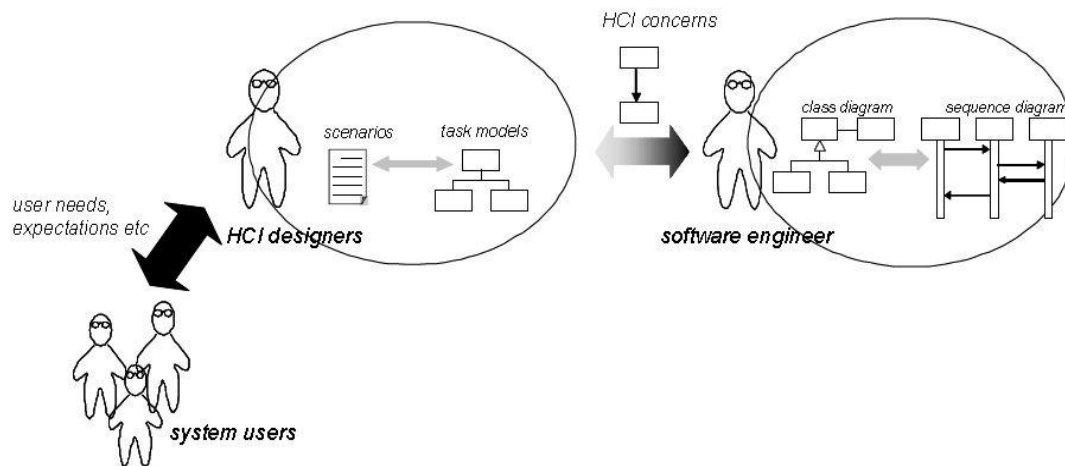 HCI concerns
class diagram
sequence diagram
scenarios
task models
user needs,
expectations etc
HCI designers
software engineer
system users